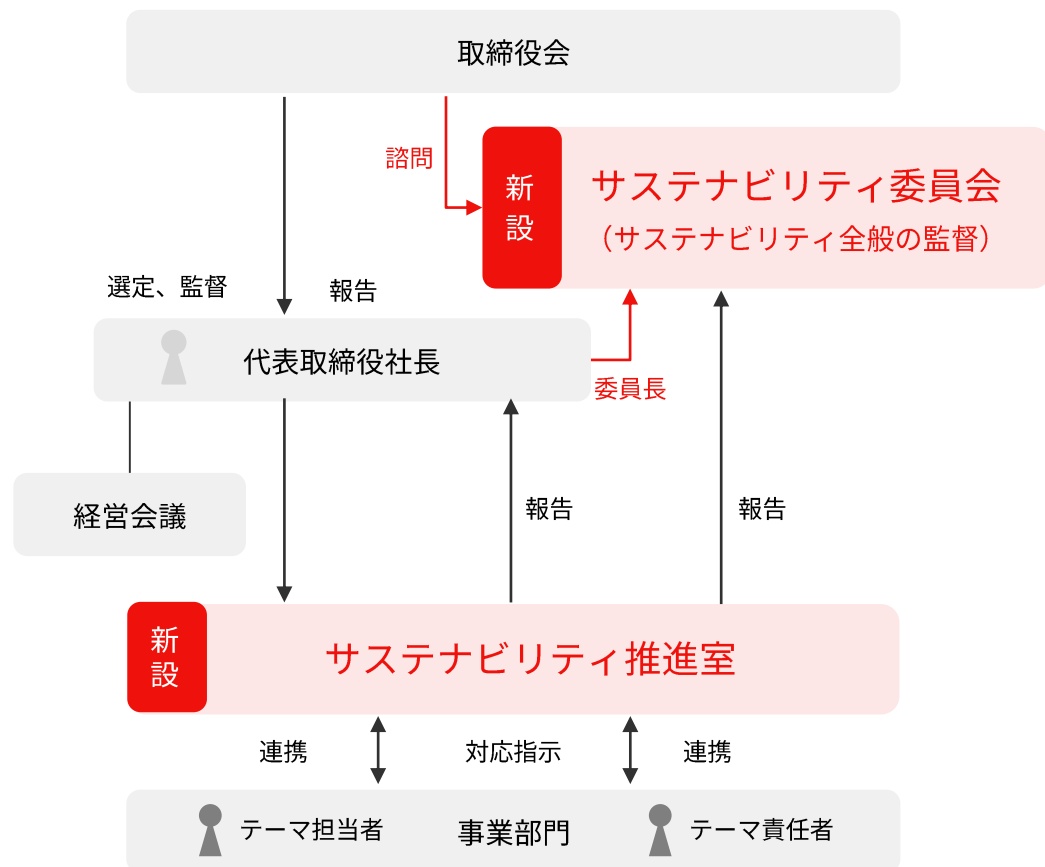 取締役会
諮問
新
設
サステナビリティ委員会
（サステナビリティ全般の監督）
選定、監督
報告
代表取締役社長
委員長
経営会議
報告
報告
新
設
サステナビリティ推進室
連携
対応指示
連携
テーマ担当者
事業部門
テーマ責任者